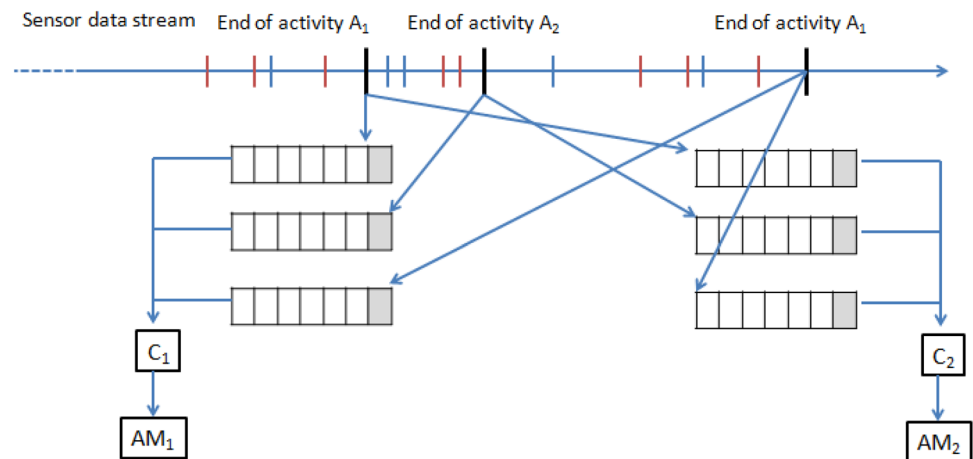 Sensor data stream
End of activity A₁
End of activity A₂
End of activity A₁
C₁
C₂
AM₁
AM₂